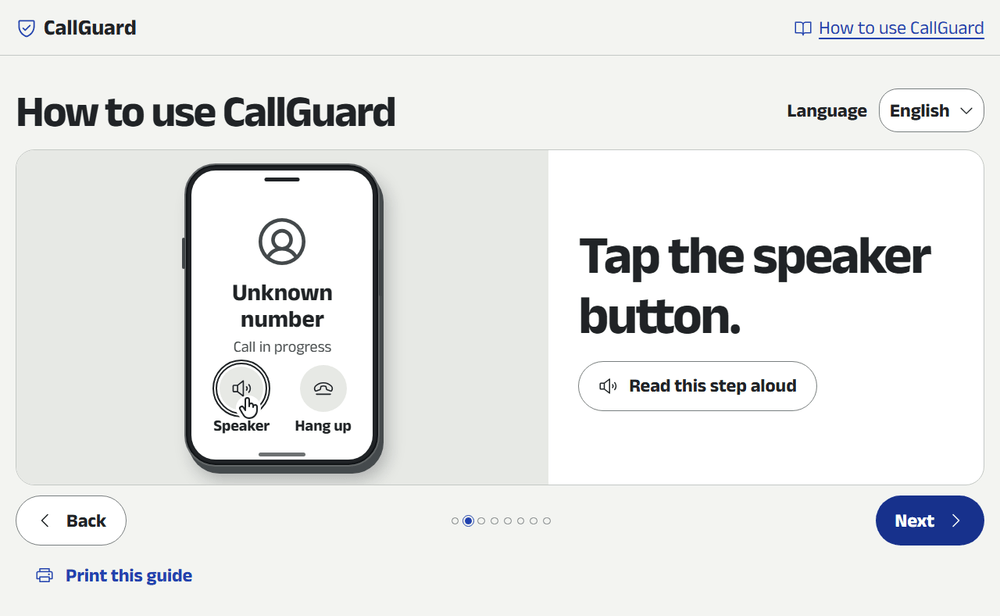 CallGuard
How to use CallGuard
How to use CallGuard
Language
English
Unknown
number
Call in progress
Speaker
Hang up
Tap the speaker
button.
Read this step aloud
Back
Next
Print this guide